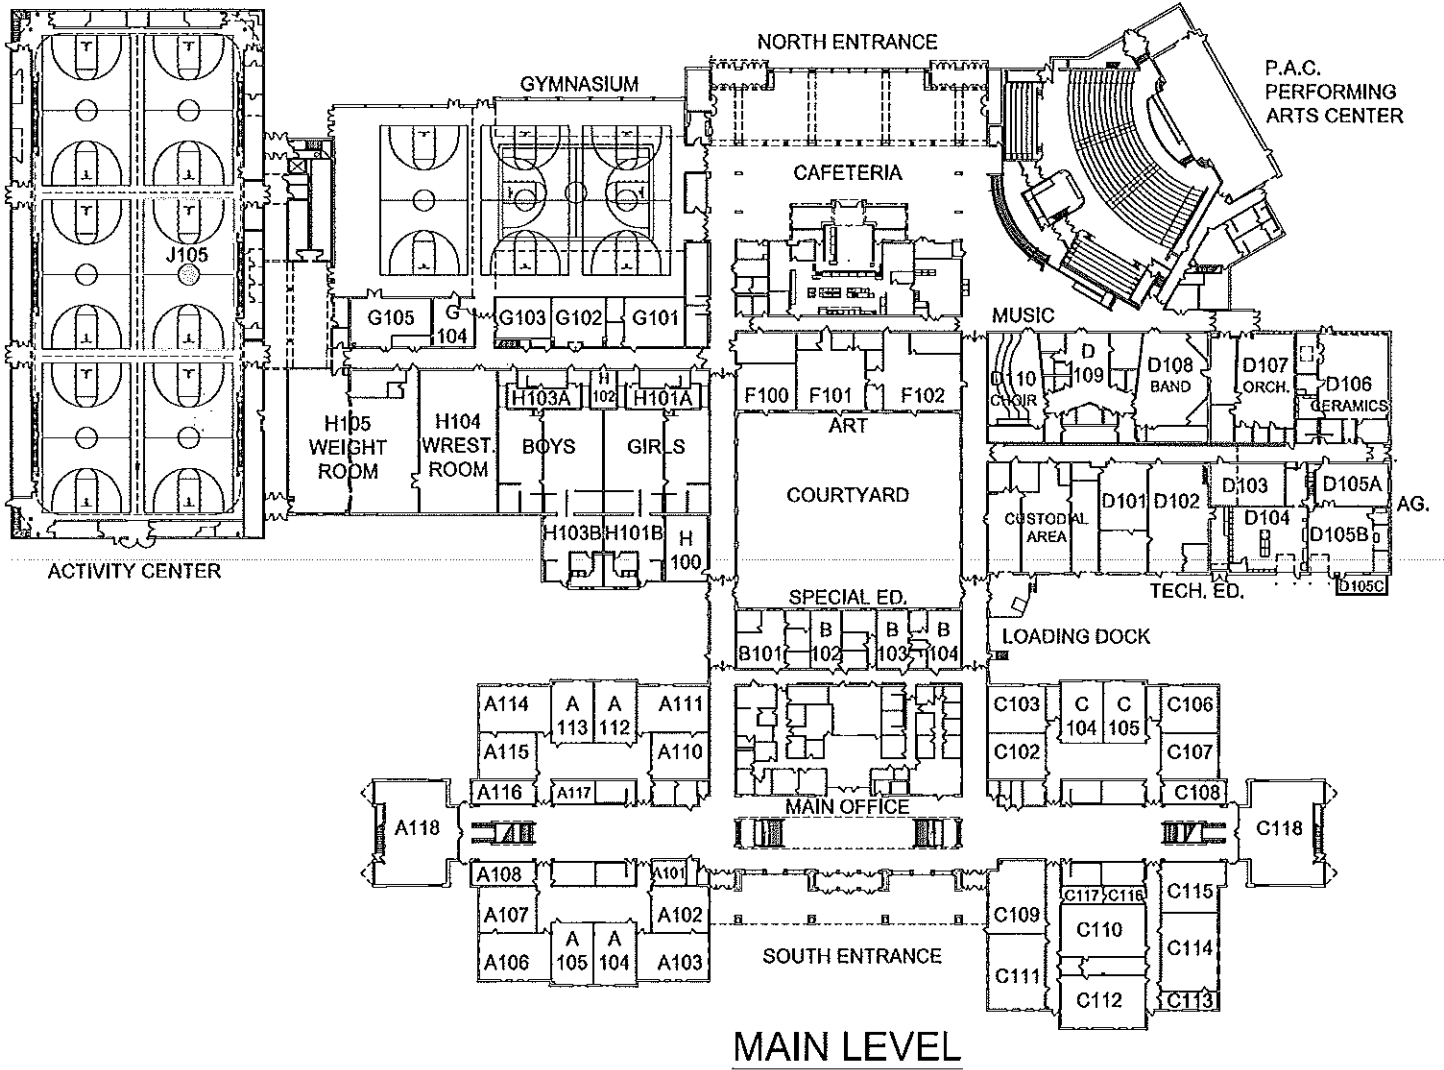 NORTH ENTRANCE
P.A.C.
PERFORMING
ARTS CENTER
GYMNASIUM
CAFETERIA
J105
MUSIC
G105
G
104
G103
G102
G101
F100
F101
F102
ART
D110
CHOIR
D
109
D108
BAND
D107
ORCH.
D106
CERAMICS
H105
WEIGHT
ROOM
H104
WREST.
ROOM
H103A
H
102
H101A
BOYS
GIRLS
COURTYARD
CUSTODIAL
AREA
D101
D102
D103
D104
D105A
D105B
AG.
H103B
H101B
H
100
ACTIVITY CENTER
TECH. ED.
D105C
SPECIAL ED.
B101
B
102
B
103
B
104
LOADING DOCK
A114
A
113
A
112
A111
A115
A110
A116
A117
A118
C103
C
104
C
105
C106
C102
C107
C108
C118
MAIN OFFICE
A108
A101
A107
A102
A106
A
105
A
104
A103
SOUTH ENTRANCE
C109
C117
C116
C115
C110
C114
C111
C112
C113
MAIN LEVEL